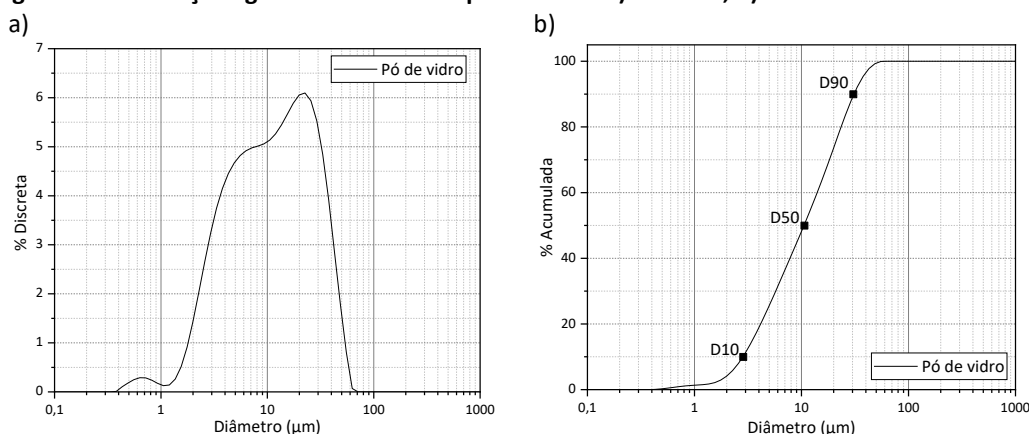 a)
b)
7
6
5
4
3
2
1
0
% Discreta
Pó de vidro
0,1
1
10
100
1000
Diâmetro (μm)
100
80
60
40
20
0
% Acumulada
D90
D50
D10
Pó de vidro
0,1
1
10
100
1000
Diâmetro (μm)